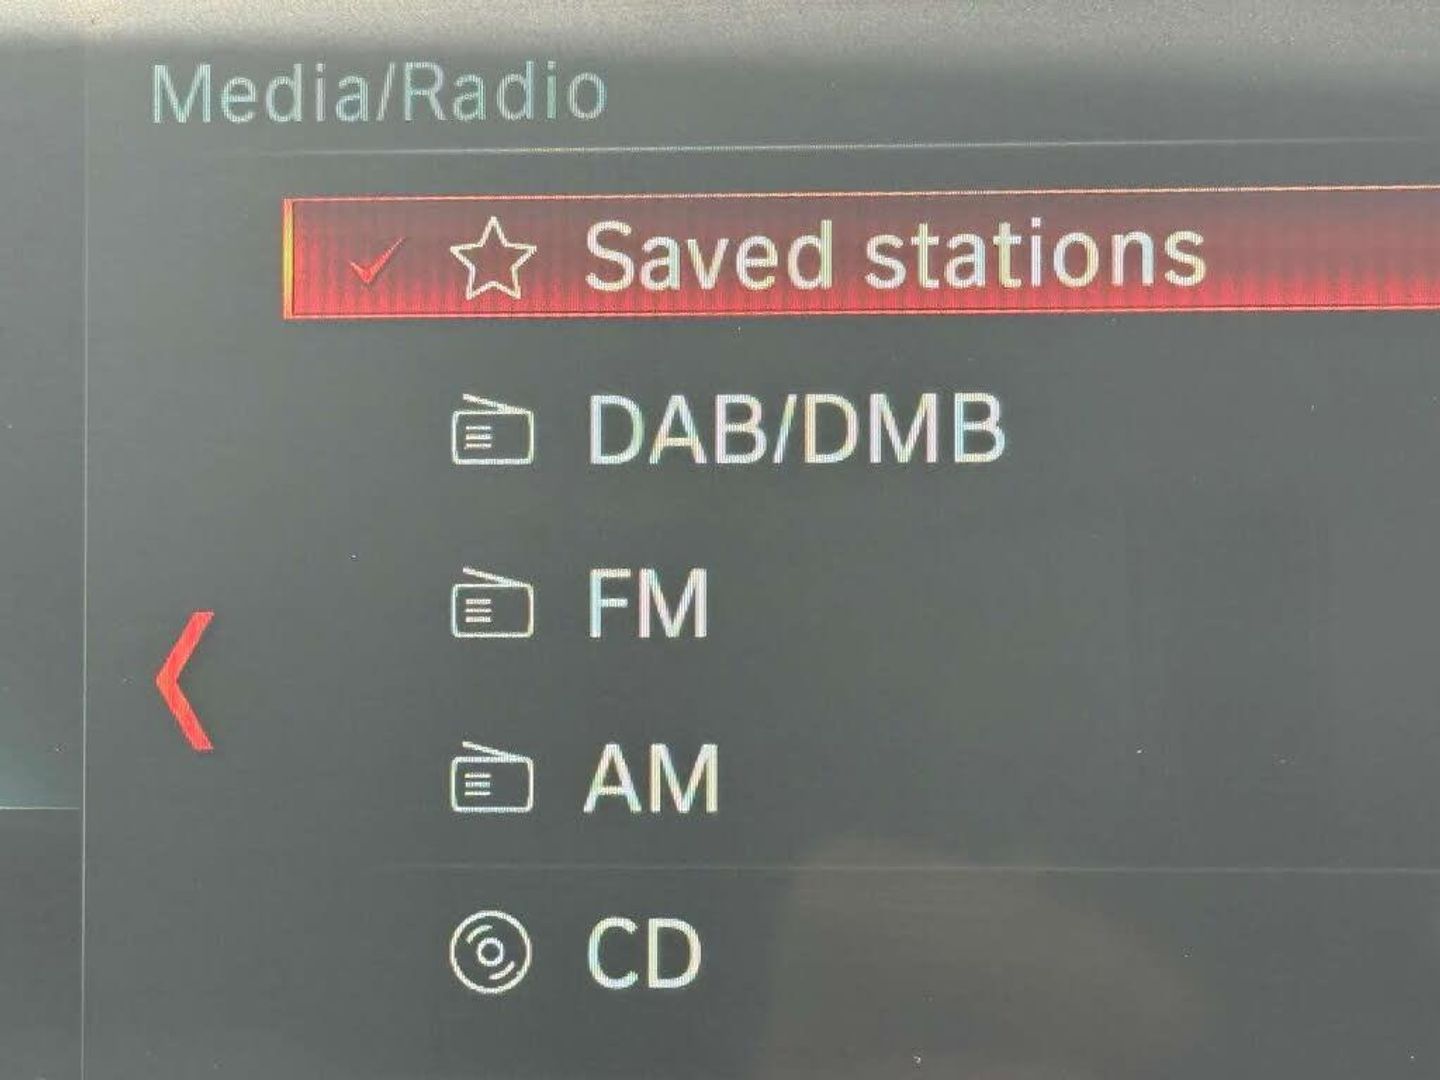 Media/Radio
Saved stations
DAB/DMB
FM
AM
CD